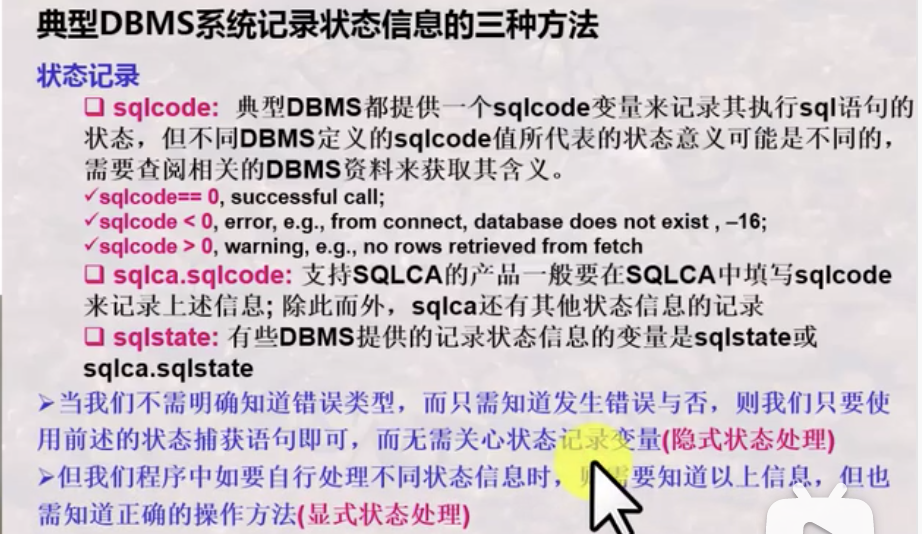 典型DBMS系统记录状态信息的三种方法
状态记录
❑ sqlcode: 典型DBMS都提供一个sqlcode变量来记录其执行sql语句的
状态，但不同DBMS定义的sqlcode值所代表的状态意义可能是不同的，
需要查阅相关的DBMS资料来获取其含义。
✓sqlcode== 0, successful call;
✓sqlcode < 0, error, e.g., from connect, database does not exist , –16;
✓sqlcode > 0, warning, e.g., no rows retrieved from fetch
❑ sqlca.sqlcode: 支持SQLCA的产品一般要在SQLCA中填写sqlcode
来记录上述信息; 除此而外，sqlca还有其他状态信息的记录
❑ sqlstate: 有些DBMS提供的记录状态信息的变量是sqlstate或
sqlca.sqlstate
➢当我们不需明确知道错误类型，而只需知道发生错误与否，则我们只要使
用前述的状态捕获语句即可，而无需关心状态记录变量(隐式状态处理)
➢但我们程序中如要自行处理不同状态信息时，则需要知道以上信息，但也
需知道正确的操作方法(显式状态处理)